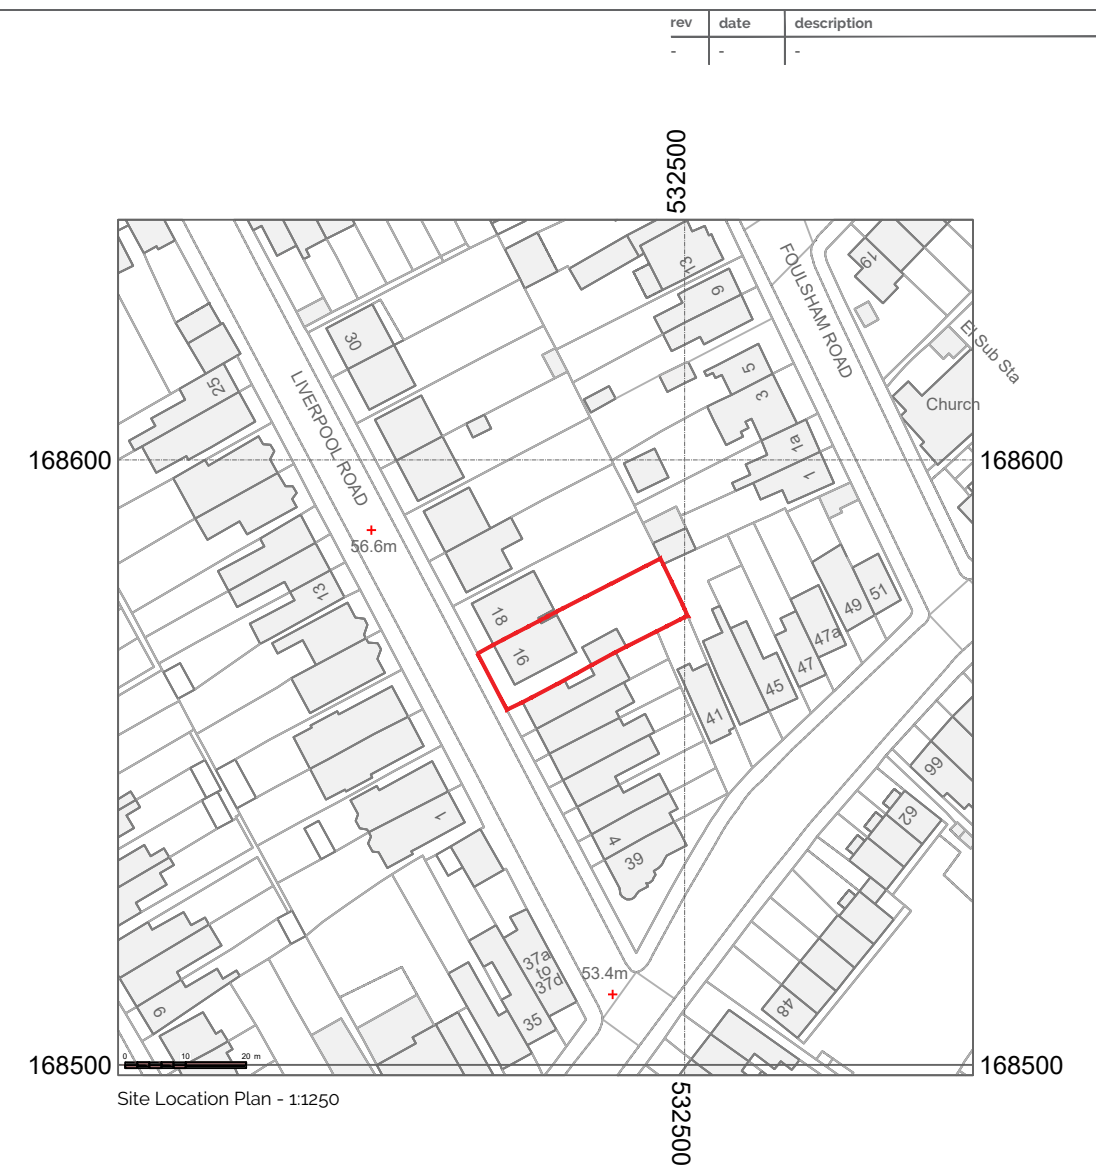 rev date description
- - -
532500
13
19
9
FOULSHAM ROAD
30
El Sub Sta
5
25
LIVERPOOL ROAD
3
Church
1a
168600
168600
1
56.6m
13
51
49
18
47a
16
47
45
41
66
1
62
4
39
37a
to
37d
53.4m
9
48
35
0 10 20 m
168500
168500
Site Location Plan - 1:1250
532500